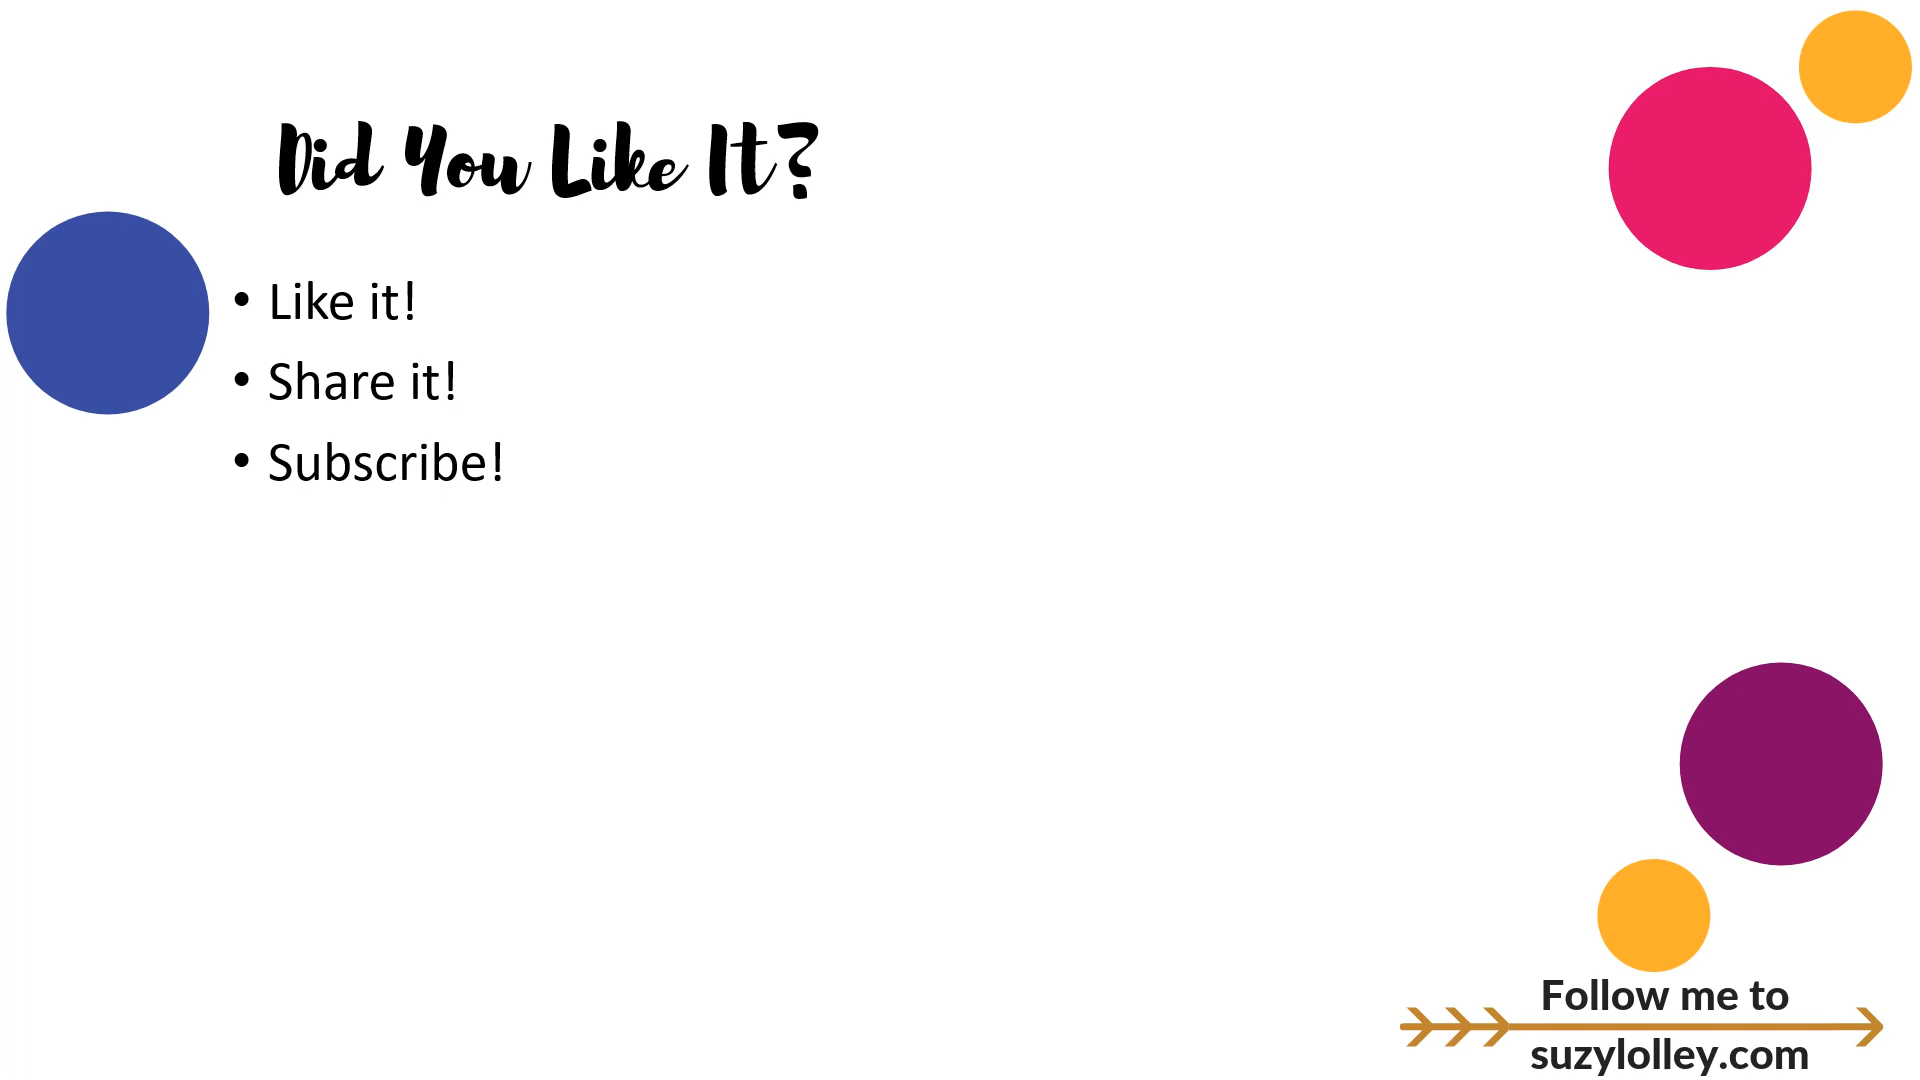 Did You Like It?
• Like it!
• Share it!
• Subscribe!
Follow me to
suzylolley.com